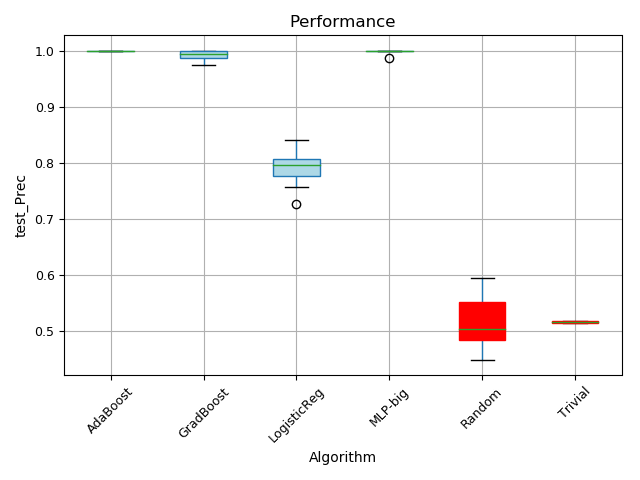 Performance
1.0
0.9
0.8
0.7
0.6
0.5
test_Prec
AdaBoost
GradBoost
LogisticReg
MLP-big
Random
Trivial
Algorithm